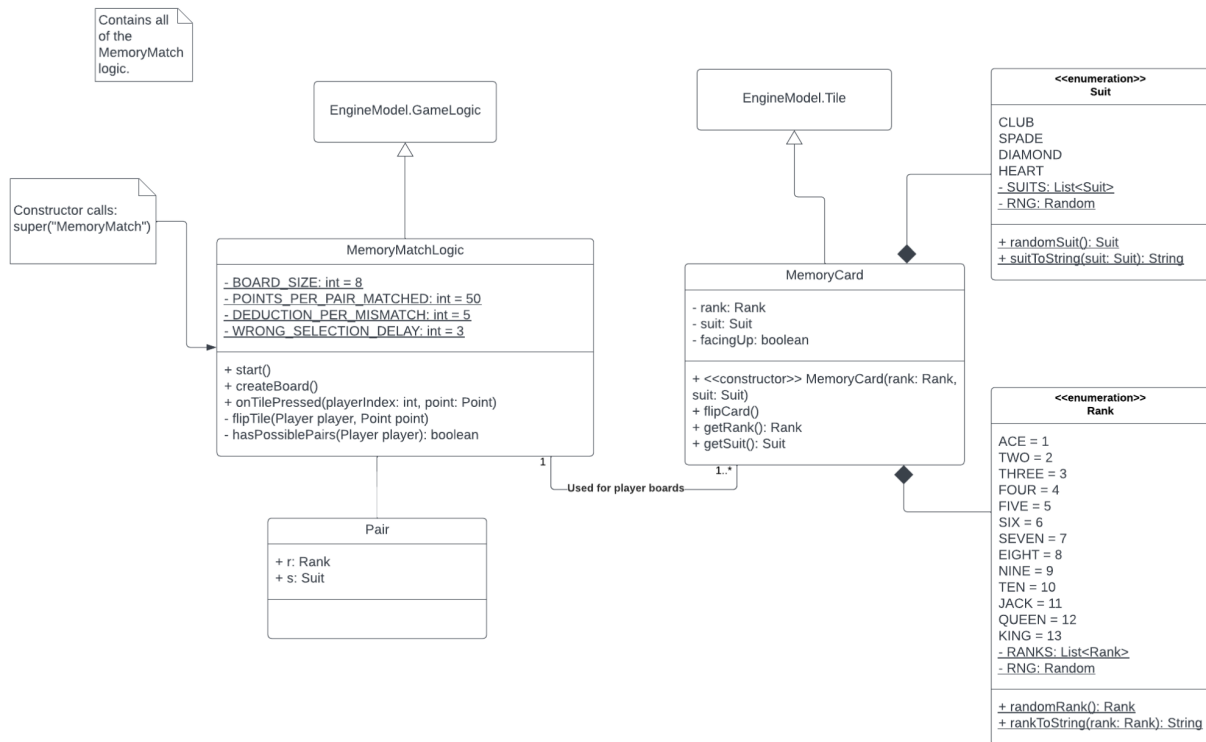 Contains all
of the
MemoryMatch
logic.
EngineModel.GameLogic
EngineModel.Tile
<<enumeration>>
Suit
CLUB
SPADE
DIAMOND
HEART
- SUITS: List<Suit>
- RNG: Random
+ randomSuit(): Suit
+ suitToString(suit: Suit): String
Constructor calls:
super("MemoryMatch")
MemoryMatchLogic
- BOARD_SIZE: int = 8
- POINTS_PER_PAIR_MATCHED: int = 50
- DEDUCTION_PER_MISMATCH: int = 5
- WRONG_SELECTION_DELAY: int = 3
+ start()
+ createBoard()
+ onTilePressed(playerIndex: int, point: Point)
- flipTile(Player player, Point point)
- hasPossiblePairs(Player player): boolean
MemoryCard
- rank: Rank
- suit: Suit
- facingUp: boolean
+ <<constructor>> MemoryCard(rank: Rank,
suit: Suit)
+ flipCard()
+ getRank(): Rank
+ getSuit(): Suit
1
1..*
Used for player boards
Pair
+ r: Rank
+ s: Suit
<<enumeration>>
Rank
ACE = 1
TWO = 2
THREE = 3
FOUR = 4
FIVE = 5
SIX = 6
SEVEN = 7
EIGHT = 8
NINE = 9
TEN = 10
JACK = 11
QUEEN = 12
KING = 13
- RANKS: List<Rank>
- RNG: Random
+ randomRank(): Rank
+ rankToString(rank: Rank): String